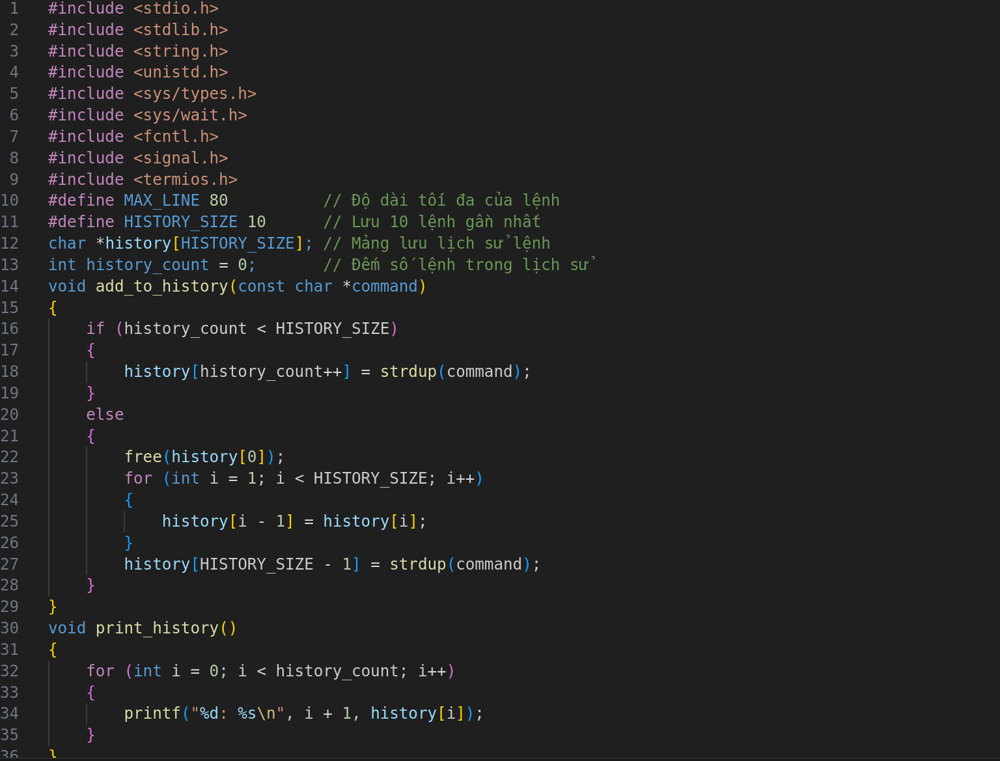 1 #include <stdio.h>
2 #include <stdlib.h>
3 #include <string.h>
4 #include <unistd.h>
5 #include <sys/types.h>
6 #include <sys/wait.h>
7 #include <fcntl.h>
8 #include <signal.h>
9 #include <termios.h>
10 #define MAX_LINE 80          // Độ dài tối đa của lệnh
11 #define HISTORY_SIZE 10      // Lưu 10 lệnh gần nhất
12 char *history[HISTORY_SIZE]; // Mảng lưu lịch sử lệnh
13 int history_count = 0;       // Đếm số lệnh trong lịch sử
14 void add_to_history(const char *command)
15 {
16     if (history_count < HISTORY_SIZE)
17     {
18         history[history_count++] = strdup(command);
19     }
20     else
21     {
22         free(history[0]);
23         for (int i = 1; i < HISTORY_SIZE; i++)
24         {
25             history[i - 1] = history[i];
26         }
27         history[HISTORY_SIZE - 1] = strdup(command);
28     }
29 }
30 void print_history()
31 {
32     for (int i = 0; i < history_count; i++)
33     {
34         printf("%d: %s\n", i + 1, history[i]);
35     }
36 }